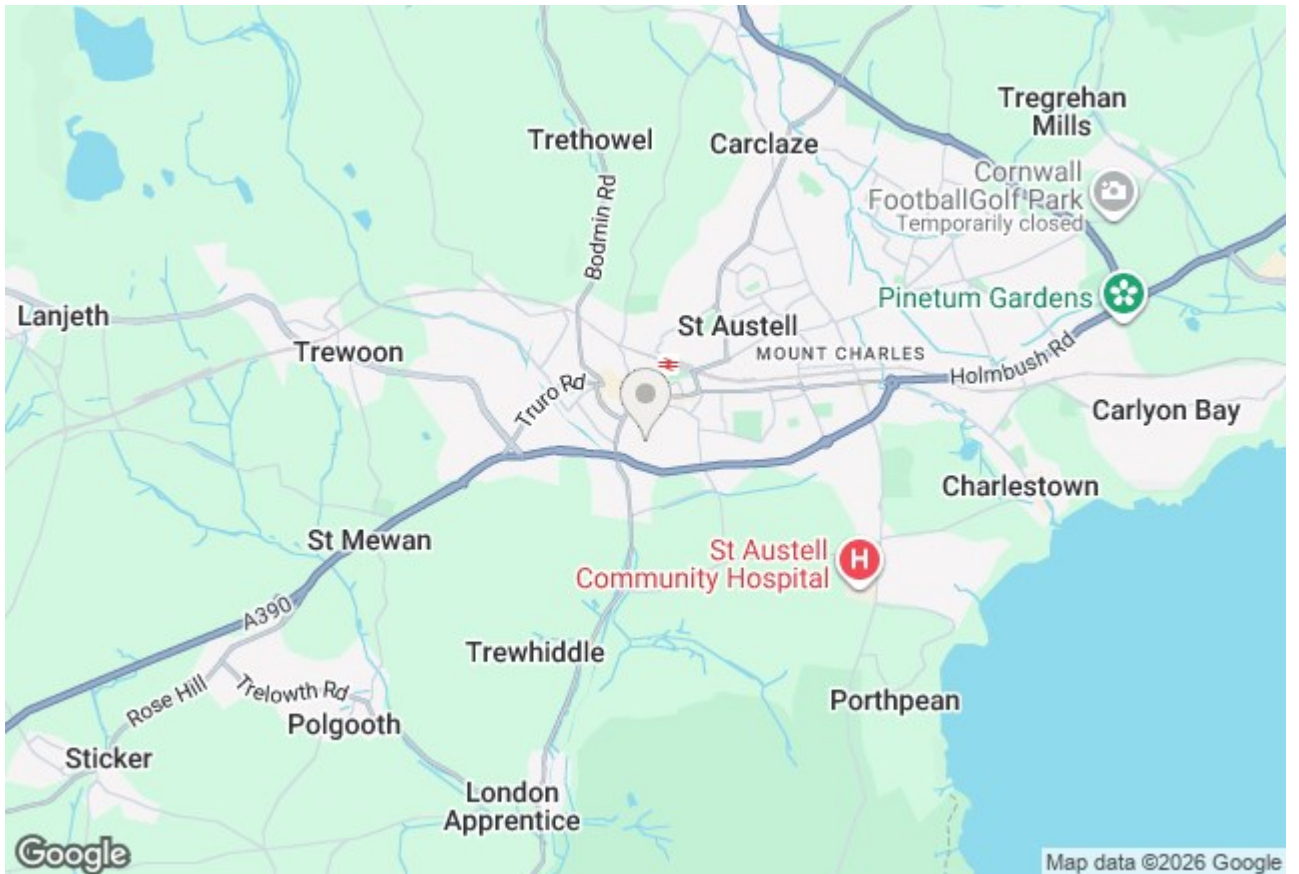 Tregrehan
Mills
Trethowel
Carclaze
Cornwall
FootballGolf Park
Temporarily closed
Bodmin Rd
Pinetum Gardens
Lanjeth
St Austell
Trewoon
MOUNT CHARLES
Holmbush Rd
Truro Rd
Carlyon Bay
Charlestown
St Mewan
St Austell
Community Hospital
H
A390
Trewhiddle
Rose Hill
Trelowth Rd
Porthpean
Polgooth
Sticker
London
Apprentice
Google
Map data ©2026 Google